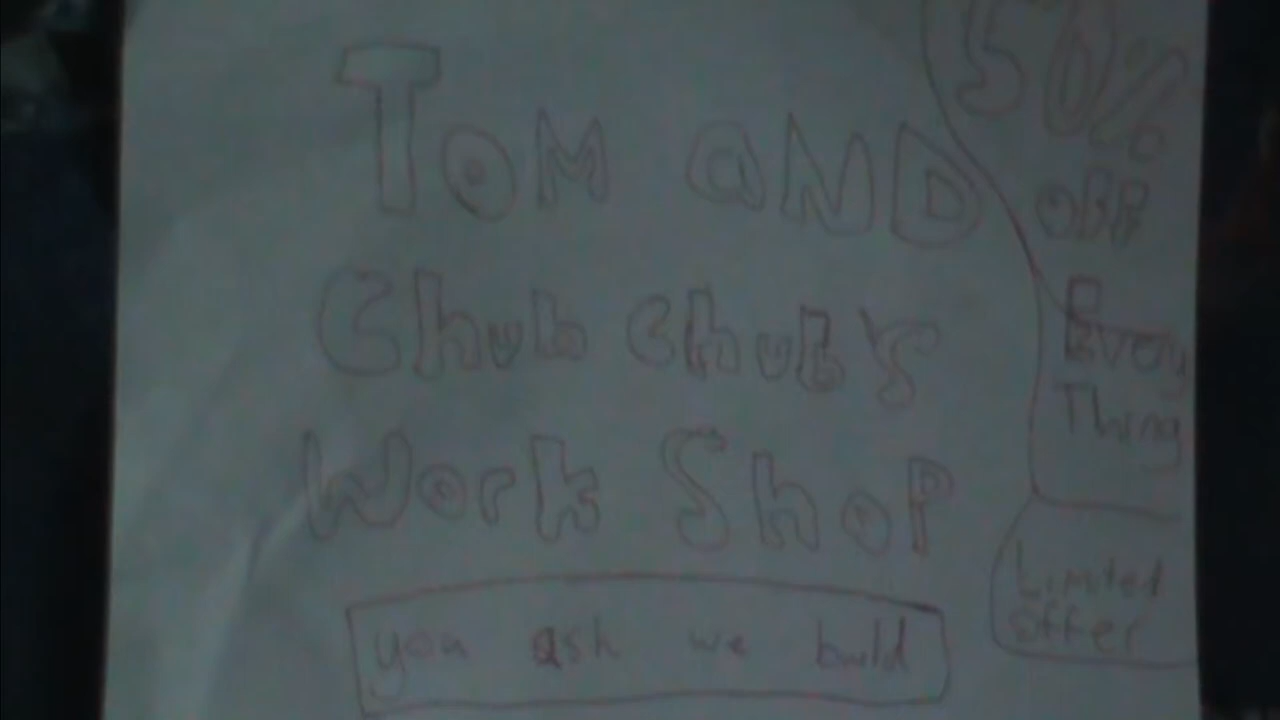 Tom aND
Chub Chub's
Work Shop
you ask we build
50%
off
Every
Thing
Limited
offer